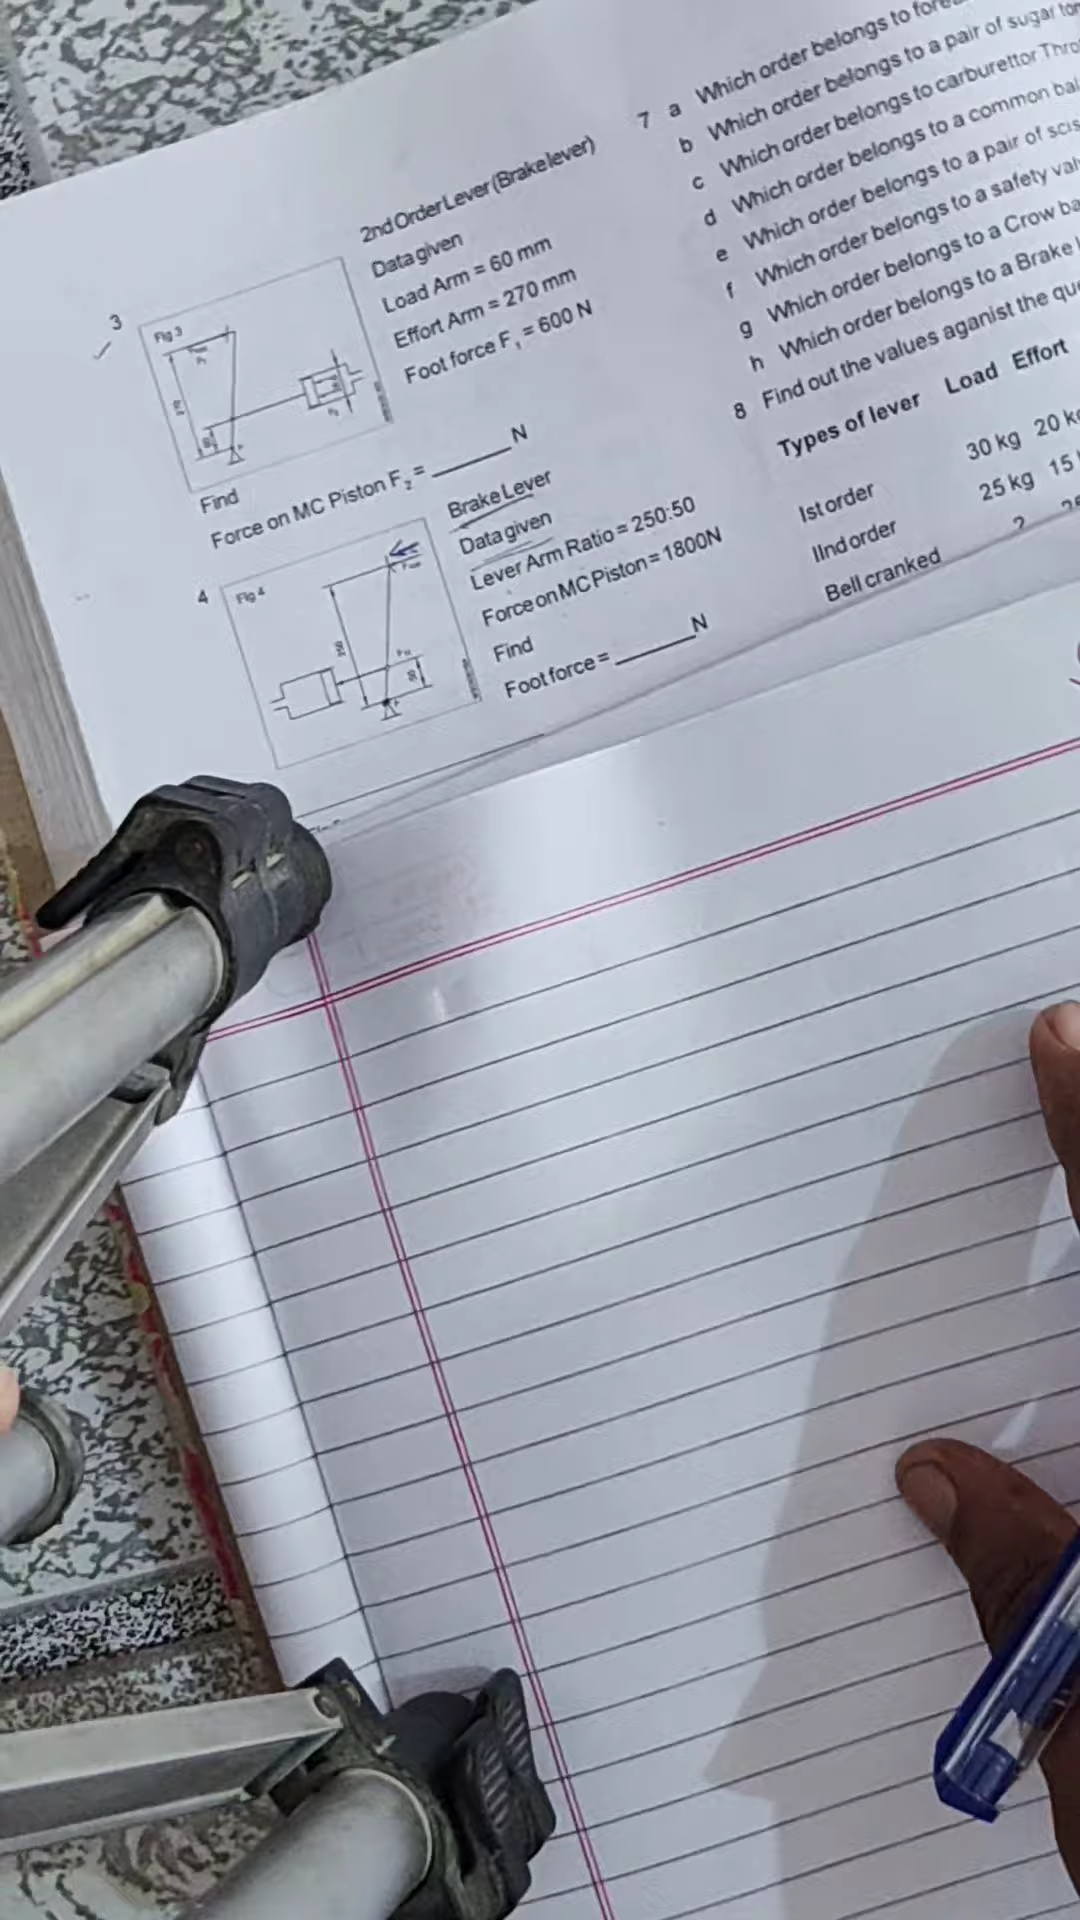 3
Fig 3
2nd Order Lever (Brake lever)
Data given
Load Arm = 60 mm
Effort Arm = 270 mm
Foot force F1 = 600 N
Find
Force on MC Piston F2 = ______ N
4
Fig 4
Brake Lever
Data given
Lever Arm Ratio = 250:50
Force on MC Piston = 1800N
Find
Foot force = ______ N
7 a Which order belongs to
b Which order belongs to a pair of sugar
c Which order belongs to carburettor
d Which order belongs to a common
e Which order belongs to a pair of
f Which order belongs to a safety
g Which order belongs to a Crow
h Which order belongs to a Brake
8 Find out the values aganist the
Types of lever Load Effort
Ist order 30 kg 20
IInd order 25 kg 15
Bell cranked ?